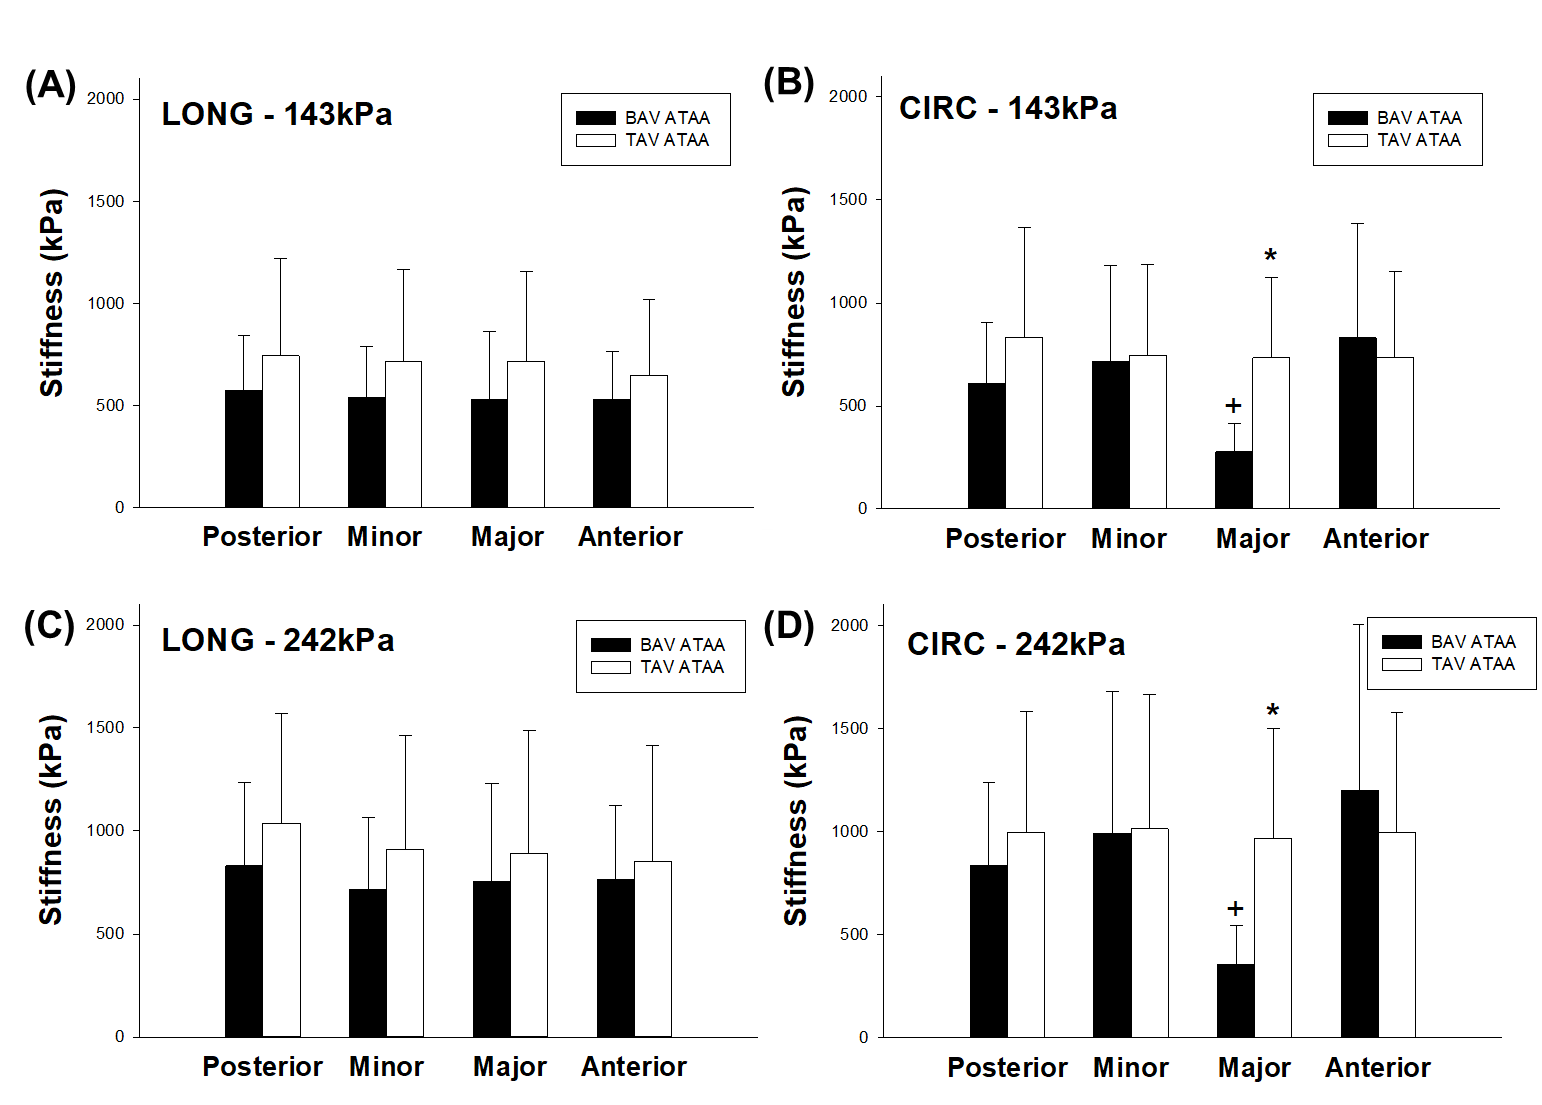 (A)
LONG - 143kPa
BAV ATAA
TAV ATAA
Stiffness (kPa)
2000
1500
1000
500
0
Posterior Minor Major Anterior
(B)
CIRC - 143kPa
BAV ATAA
TAV ATAA
Stiffness (kPa)
2000
1500
1000
500
0
+
*
Posterior Minor Major Anterior
(C)
LONG - 242kPa
BAV ATAA
TAV ATAA
Stiffness (kPa)
2000
1500
1000
500
0
Posterior Minor Major Anterior
(D)
CIRC - 242kPa
BAV ATAA
TAV ATAA
Stiffness (kPa)
2000
1500
1000
500
0
+
*
Posterior Minor Major Anterior